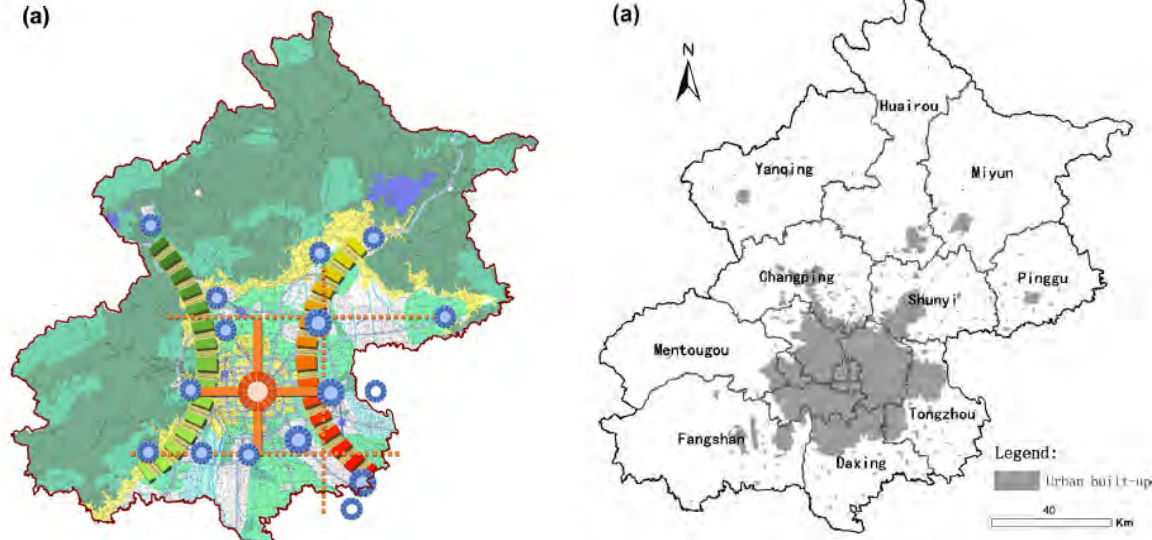 (a)
(a)
N
Huairou
Yanqing
Miyun
Changping
Pinggu
Shunyi
Mentougou
Tongzhou
Fangshan
Daxing
Legend:
Urban built-up
40
Km